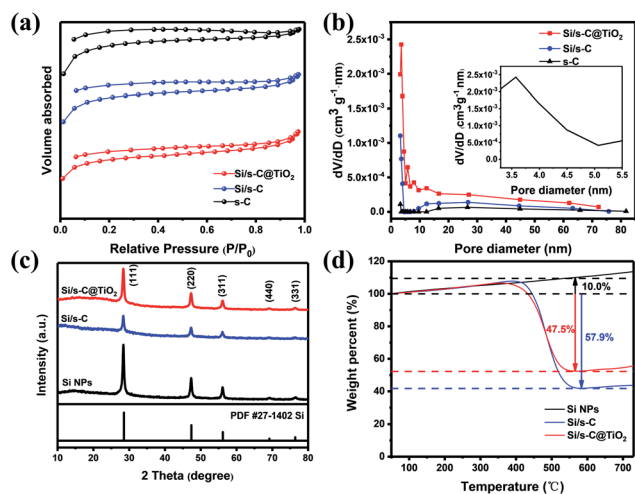 (a)
Volume absorbed
Si/s-C@TiO₂
Si/s-C
s-C
0.0 0.2 0.4 0.6 0.8 1.0
Relative Pressure (P/P₀)
(b)
dV/dD (cm³g⁻¹·nm)
2.5x10⁻³
2.0x10⁻³
1.5x10⁻³
1.0x10⁻³
5.0x10⁻⁴
0.0
Si/s-C@TiO₂
Si/s-C
s-C
dV/dD (cm³g⁻¹nm)
2.5x10⁻³
2.0x10⁻³
1.5x10⁻³
1.0x10⁻³
5.0x10⁻⁴
0.0
3.5 4.0 4.5 5.0 5.5
Pore diameter (nm)
0 10 20 30 40 50 60 70 80
Pore diameter (nm)
(c)
Intensity (a.u.)
Si/s-C@TiO₂
(111)
(220)
(311)
(440)
(331)
Si/s-C
Si NPs
PDF #27-1402 Si
10 20 30 40 50 60 70 80
2 Theta (degree)
(d)
Weight percent (%)
120
100
80
60
40
20
0
10.0%
47.5%
57.9%
Si NPs
Si/s-C
Si/s-C@TiO₂
100 200 300 400 500 600 700
Temperature (℃)